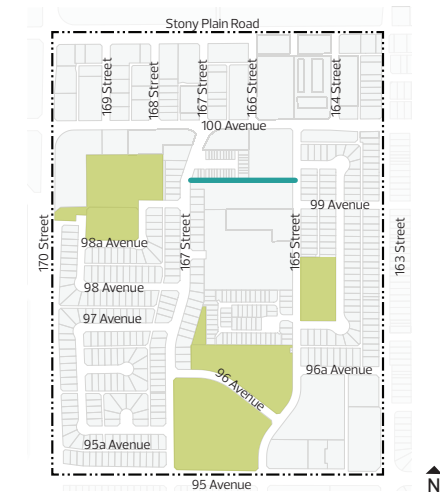 Stony Plain Road
169 Street
168 Street
167 Street
166 Street
164 Street
100 Avenue
99 Avenue
170 Street
98a Avenue
167 Street
165 Street
163 Street
98 Avenue
97 Avenue
96 Avenue
96a Avenue
95a Avenue
95 Avenue
N